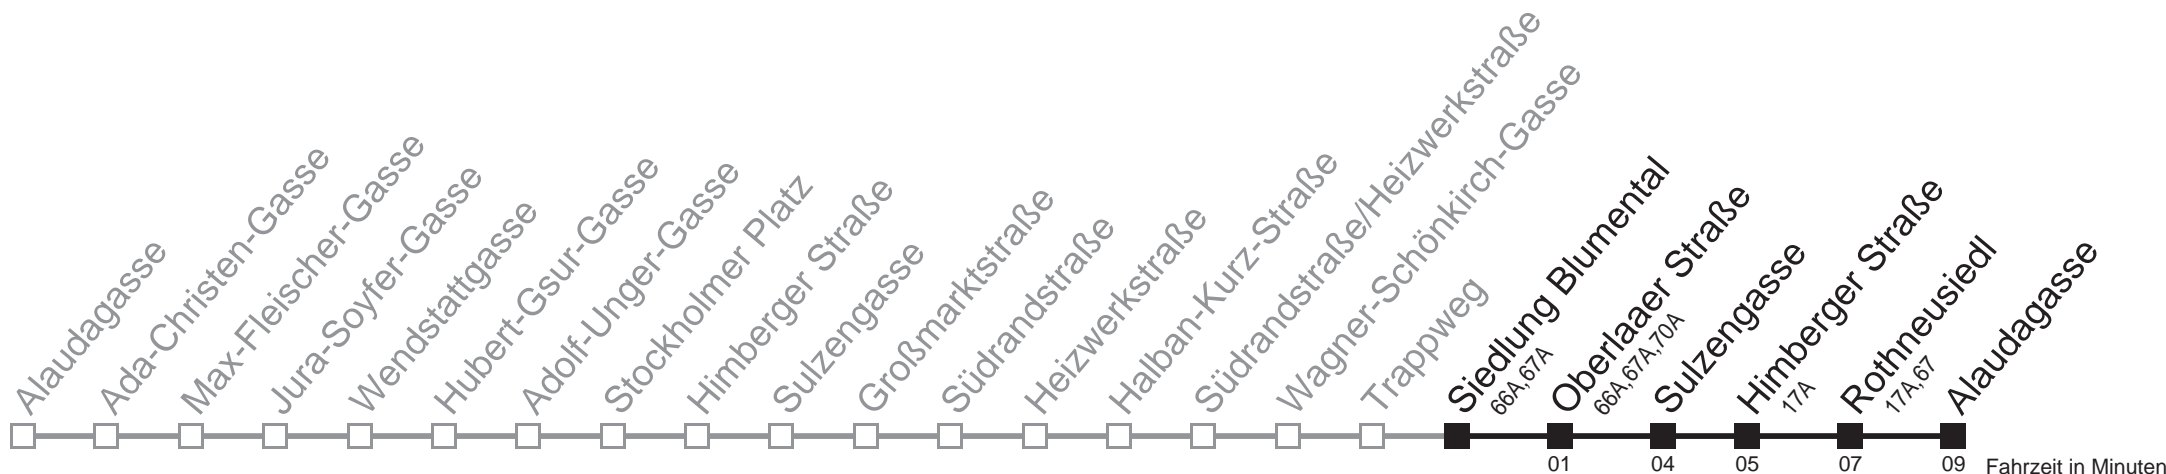 Alaudagasse
Ada-Christen-Gasse
Max-Fleischer-Gasse
Jura-Soyfer-Gasse
Wendstattgasse
Hubert-Gsur-Gasse
Adolf-Unger-Gasse
Stockholmer Platz
Himberger Straße
Sulzengasse
Großmarktstraße
Südrandstraße
Heizwerkstraße
Halban-Kurz-Straße
Südrandstraße/Heizwerkstraße
Wagner-Schönkirch-Gasse
Trappweg
Siedlung Blumental
66A,67A
Oberlaaer Straße
66A,67A,70A
Sulzengasse
Himberger Straße
17A
Rothneusiedl
17A,67
Alaudagasse
01 04 05 07 09 Fahrzeit in Minuten